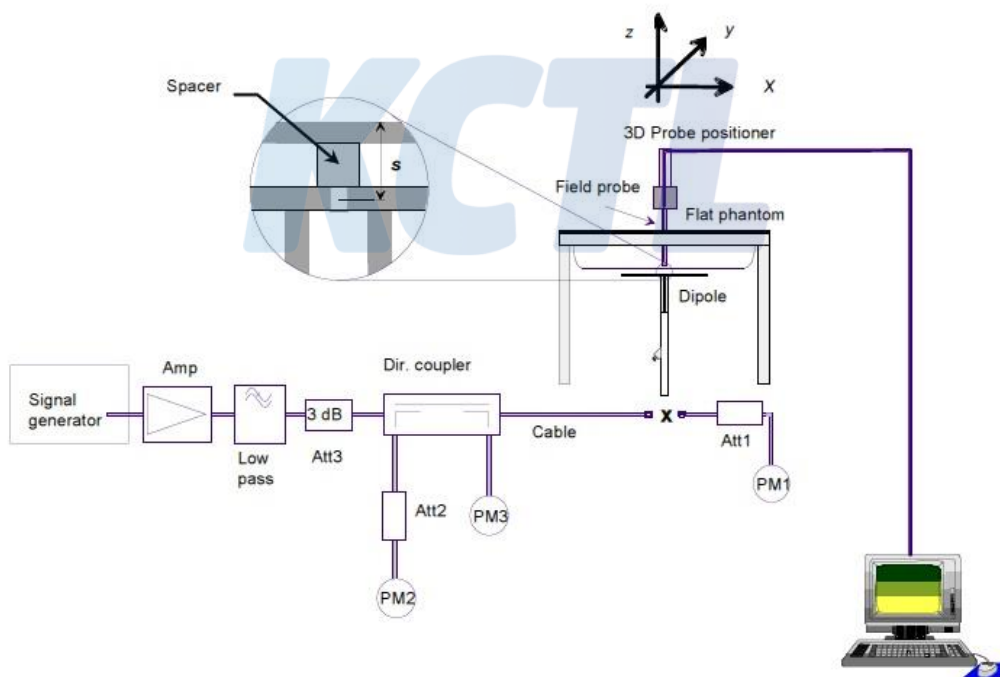 z
y
X
Spacer
s
3D Probe positioner
Field probe
Flat phantom
Dipole
KCTL
Signal
generator
Amp
Low
pass
3 dB
Att3
Dir. coupler
Att2
PM2
PM3
Cable
x
Att1
PM1